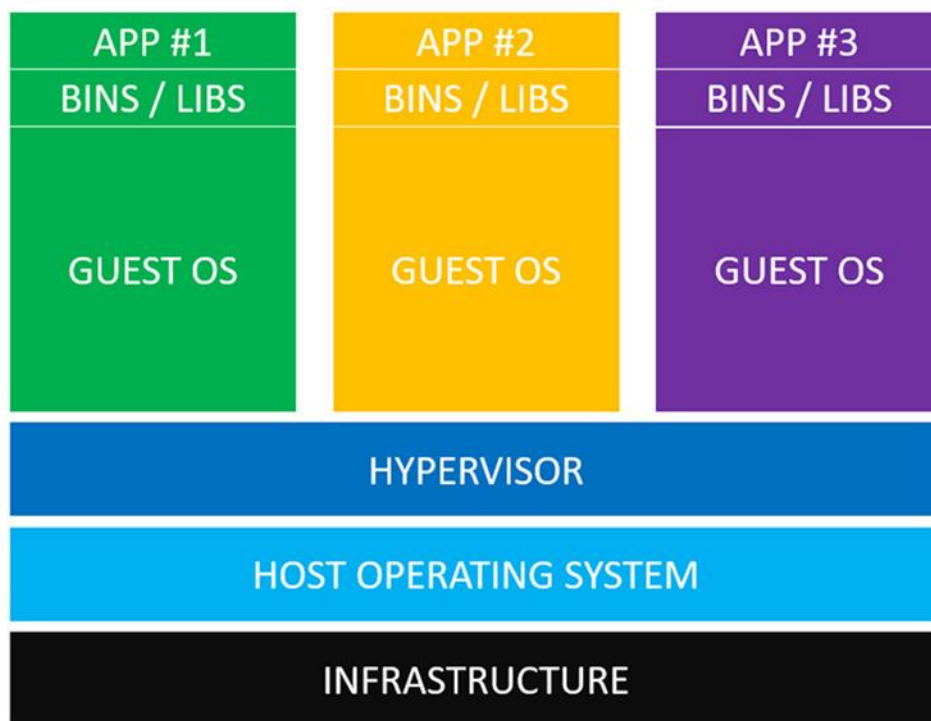 APP #1
APP #2
APP #3
BINS / LIBS
BINS / LIBS
BINS / LIBS
GUEST OS
GUEST OS
GUEST OS
HYPERVISOR
HOST OPERATING SYSTEM
INFRASTRUCTURE